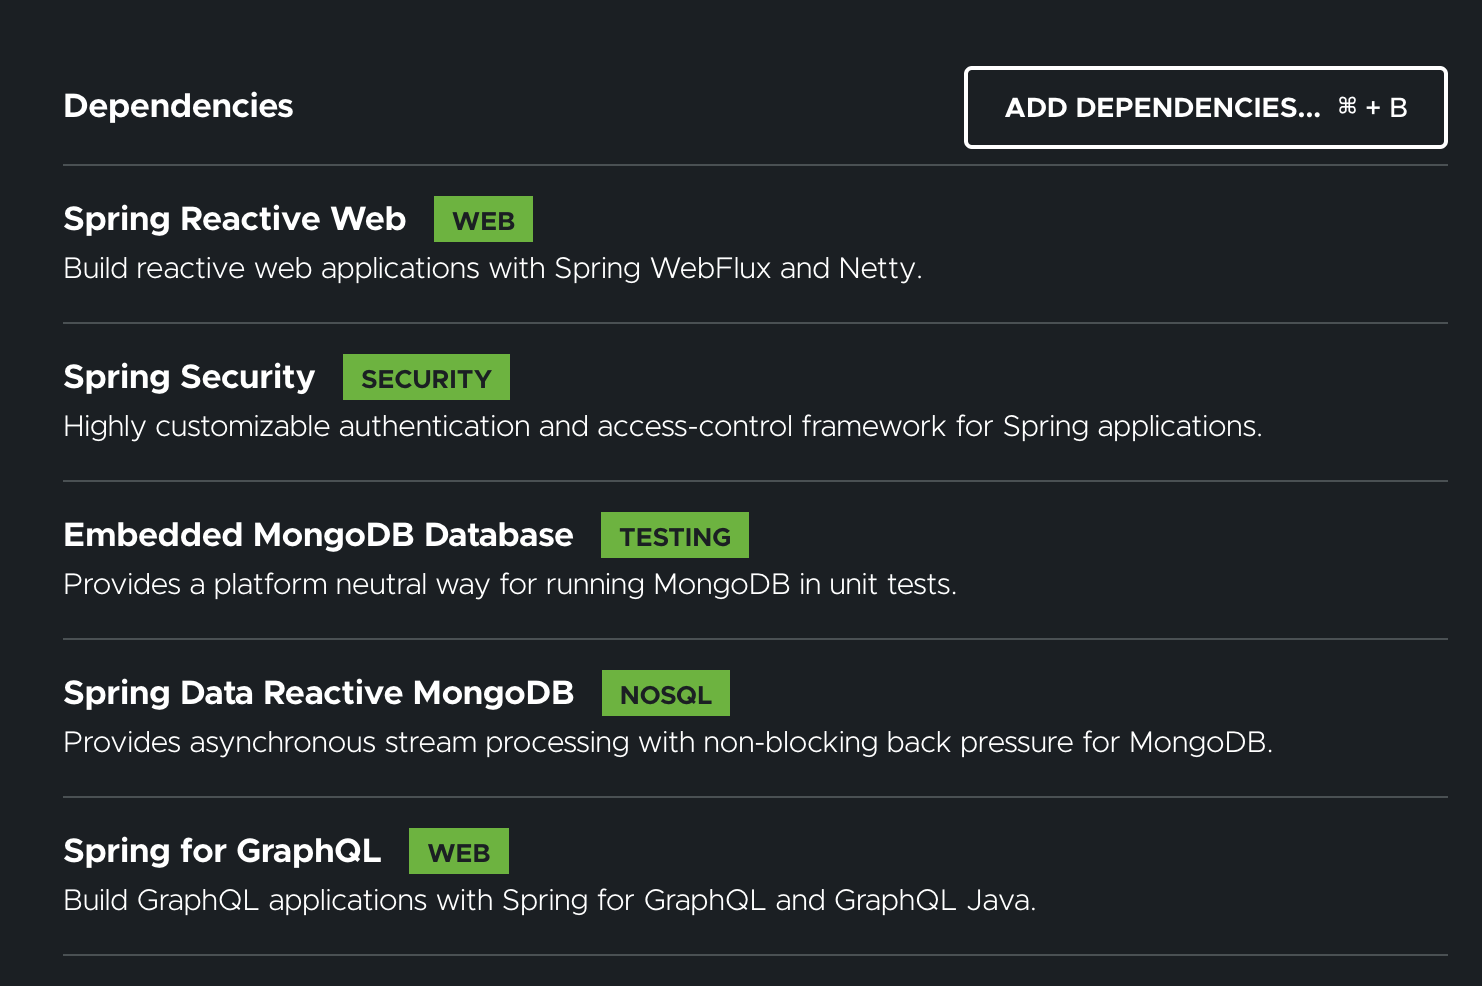 Dependencies
ADD DEPENDENCIES... ⌘ + B
Spring Reactive Web WEB
Build reactive web applications with Spring WebFlux and Netty.
Spring Security SECURITY
Highly customizable authentication and access-control framework for Spring applications.
Embedded MongoDB Database TESTING
Provides a platform neutral way for running MongoDB in unit tests.
Spring Data Reactive MongoDB NOSQL
Provides asynchronous stream processing with non-blocking back pressure for MongoDB.
Spring for GraphQL WEB
Build GraphQL applications with Spring for GraphQL and GraphQL Java.